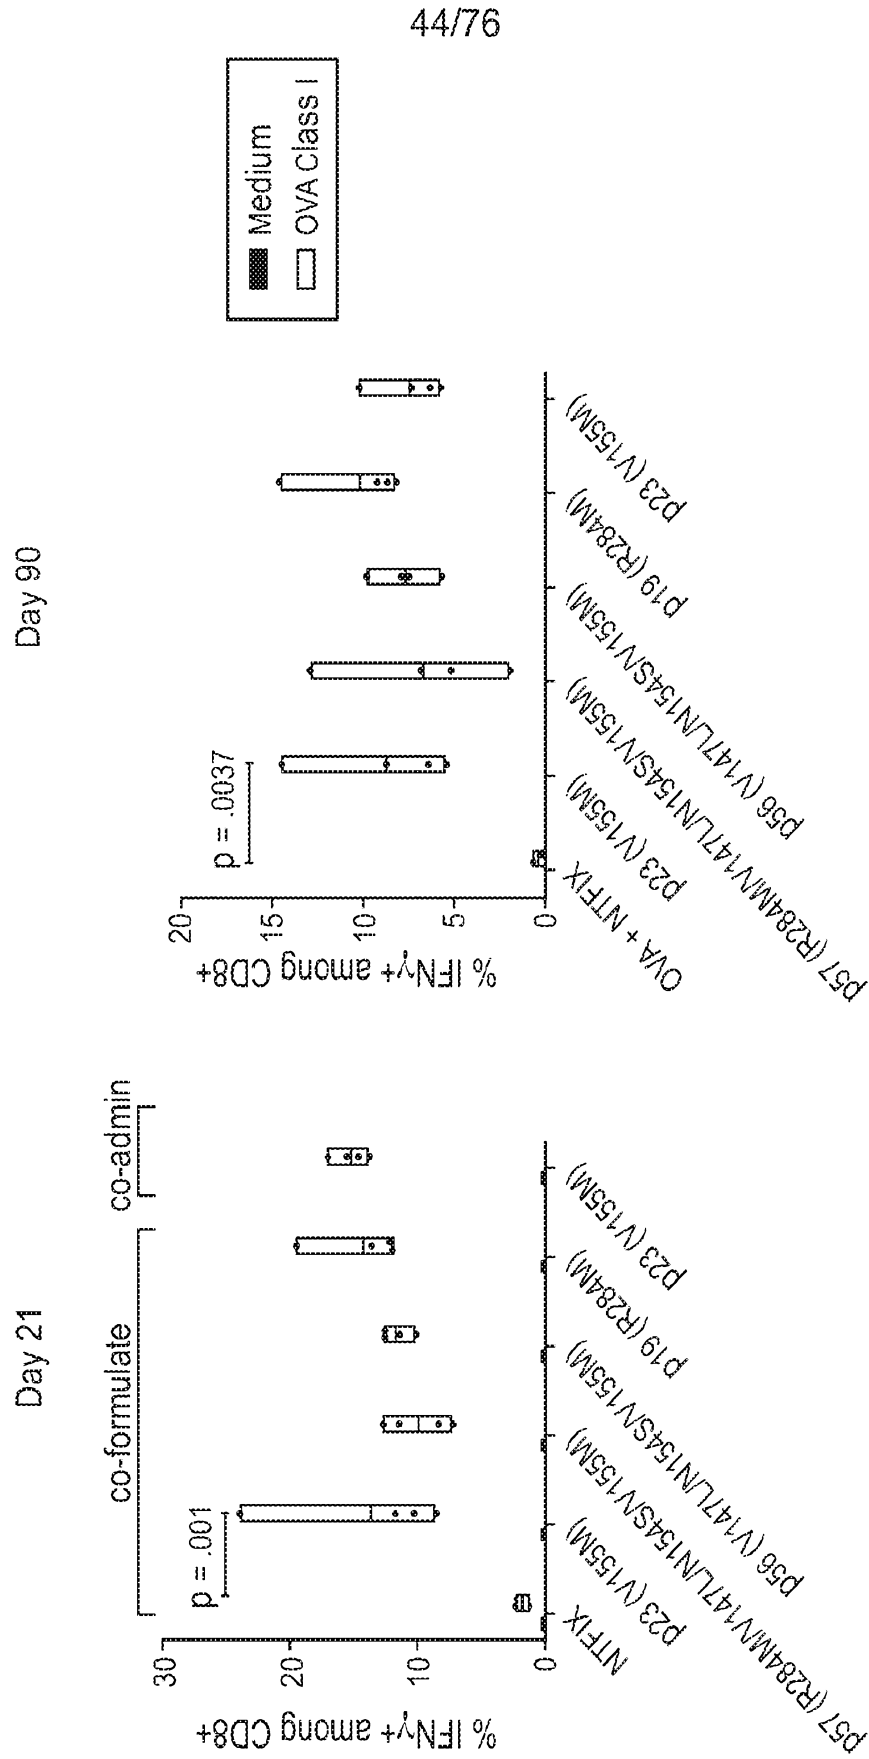 44/76
Day 21
co-formulate
co-admin
p = .001
30
20
10
0
% IFNγ+ among CD8+
NTFIX
p23 (V155M)
p57 (R284M/V147L/N154S/V155M)
p56 (V147L/N154S/V155M)
p19 (R284M)
p23 (V155M)
Day 90
p = .0037
20
15
10
5
0
% IFNγ+ among CD8+
OVA + NTFIX
p23 (V155M)
p57 (R284M/V147L/N154S/V155M)
p56 (V147L/N154S/V155M)
p19 (R284M)
p23 (V155M)
Medium
OVA Class I